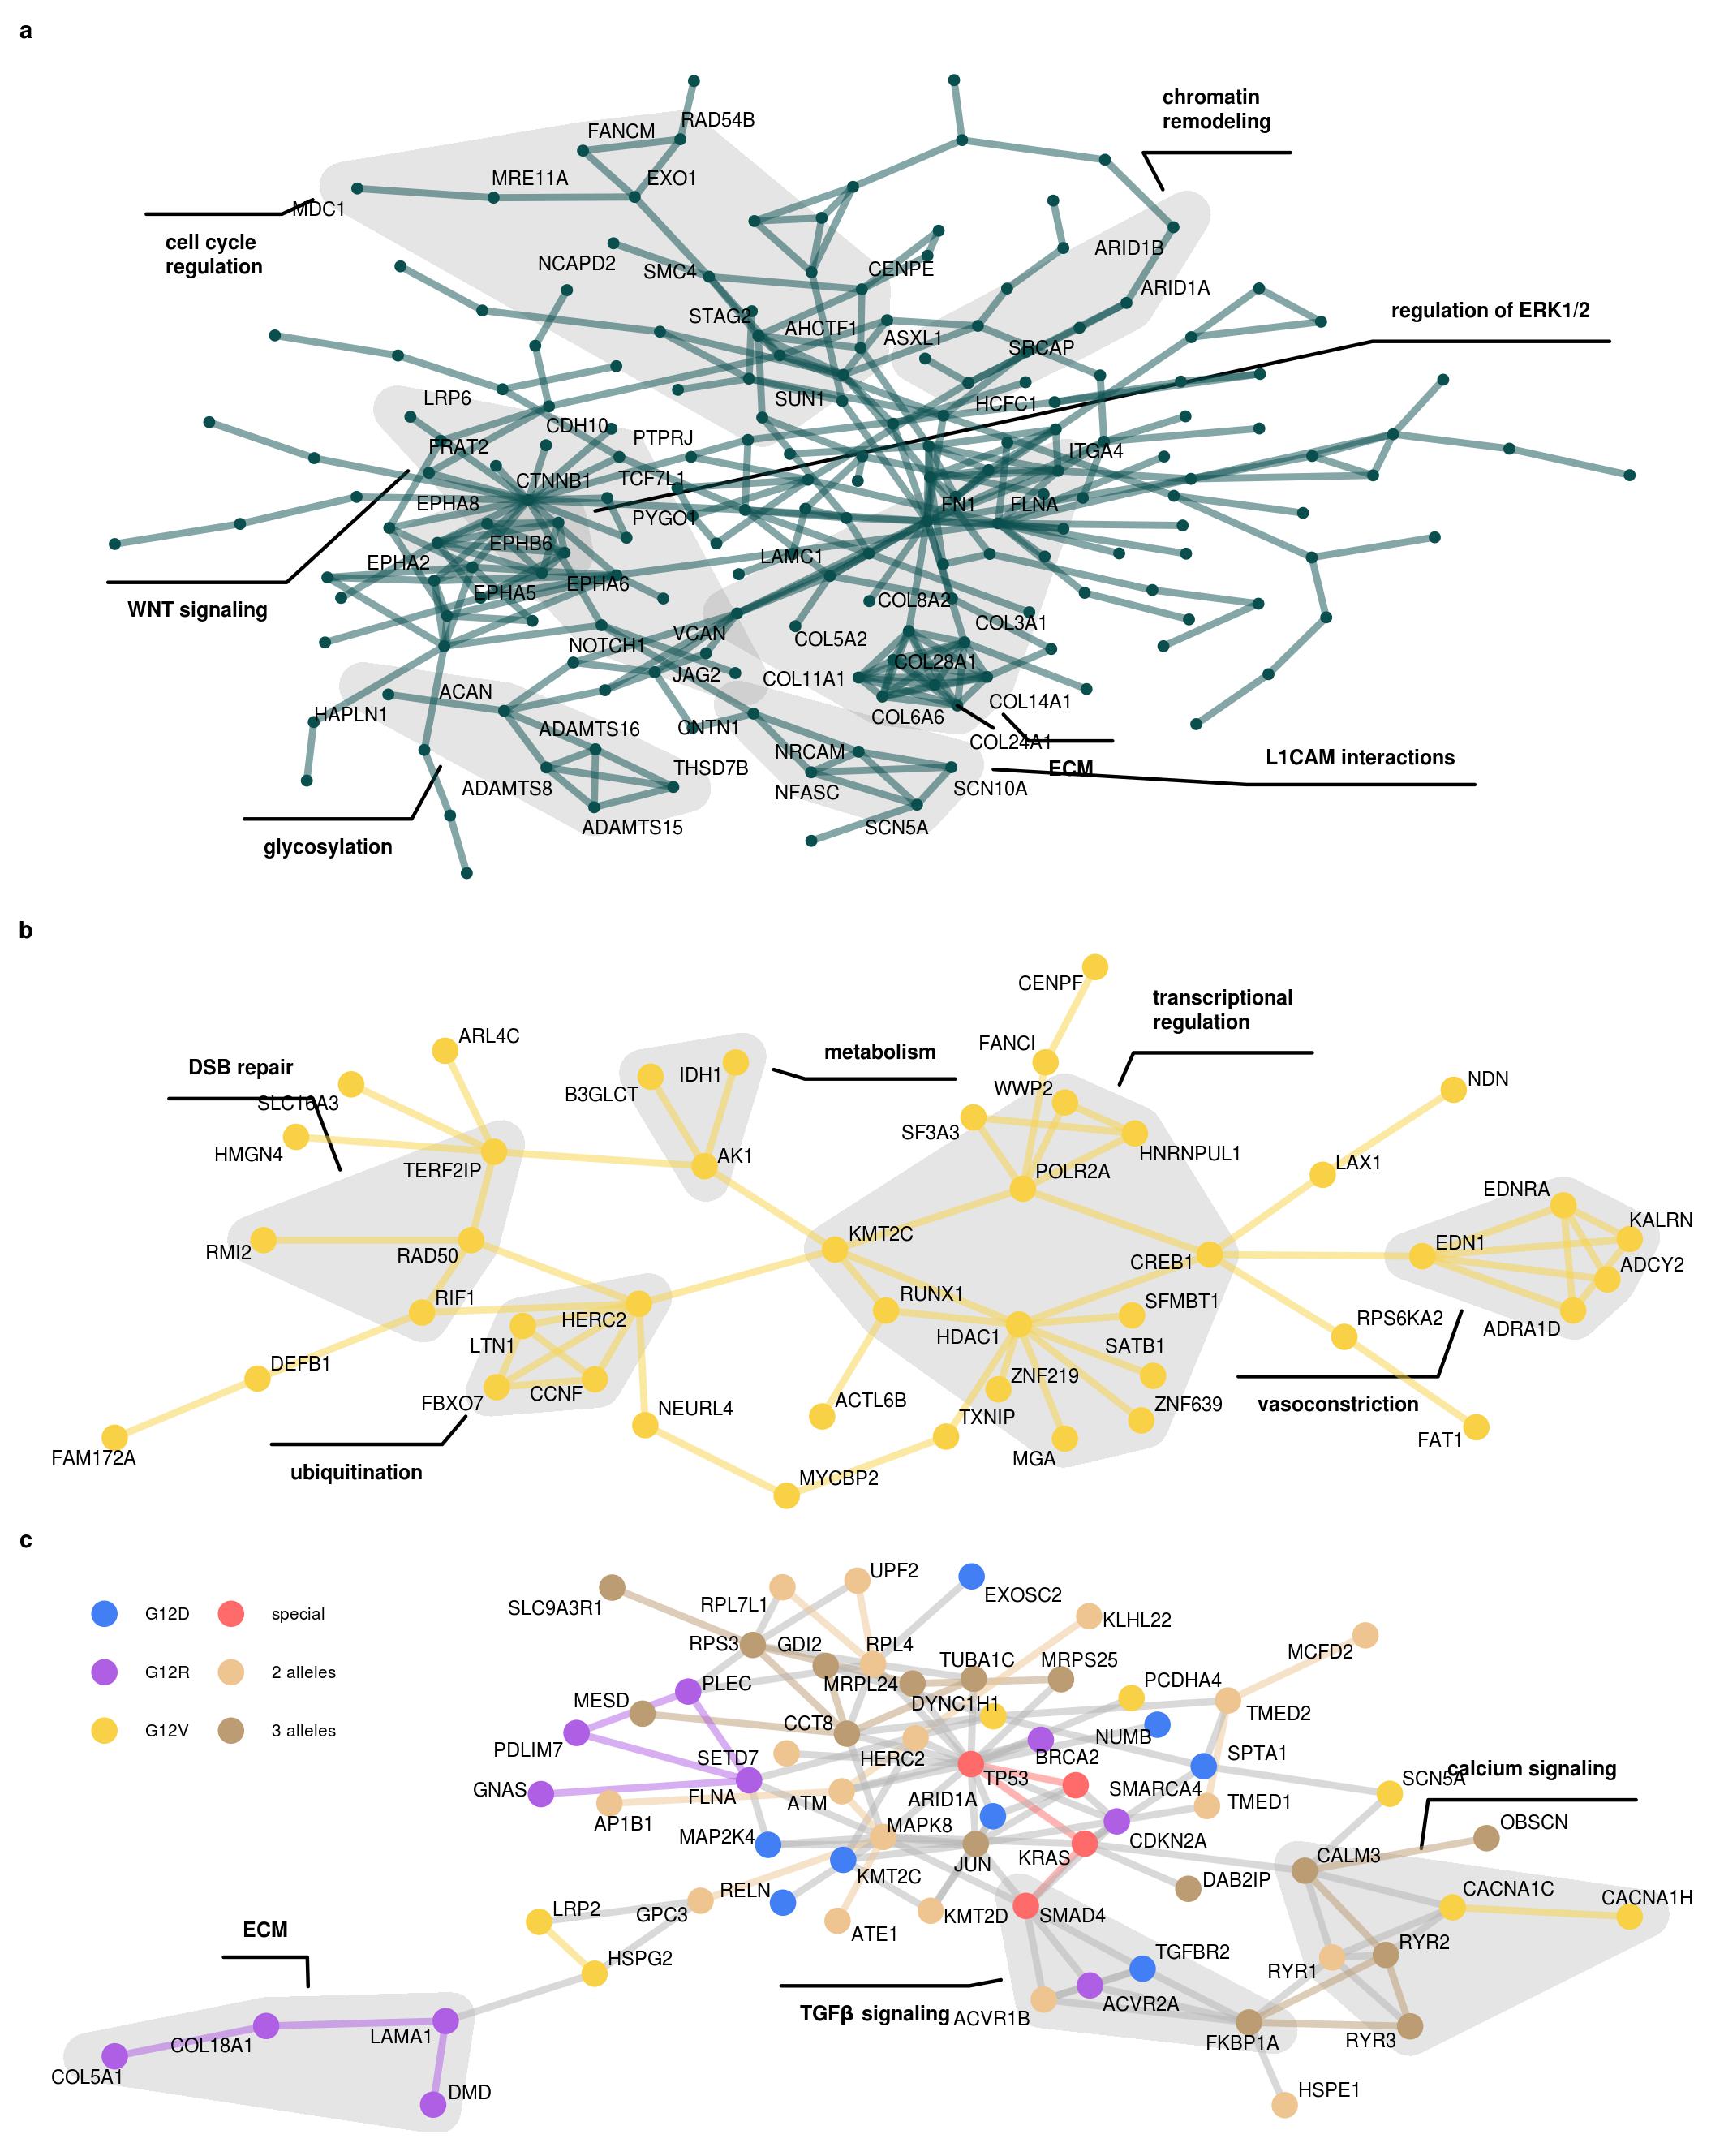 a
RAD54B
FANCM
chromatin
remodeling
MRE11A
EXO1
MDC1
cell cycle
regulation
ARID1B
NCAPD2
SMC4
CENPE
ARID1A
STAG2
AHCTF1
ASXL1
regulation of ERK1/2
SRCAP
LRP6
SUN1
HCFC1
CDH10
FRAT2
PTPRJ
ITGA4
CTNNB1
TCF7L1
EPHA8
FN1
FLNA
PYGO1
EPHB6
EPHA2
LAMC1
EPHA5
EPHA6
WNT signaling
COL8A2
COL3A1
VCAN
COL5A2
NOTCH1
COL28A1
JAG2
COL11A1
ACAN
COL14A1
HAPLN1
COL6A6
ADAMTS16
CNTN1
COL24A1
NRCAM
L1CAM interactions
ECM
THSD7B
ADAMTS8
NFASC
SCN10A
ADAMTS15
SCN5A
glycosylation
b
CENPF
transcriptional
regulation
ARL4C
FANCI
metabolism
DSB repair
IDH1
B3GLCT
WWP2
NDN
SLC16A3
SF3A3
HMGN4
HNRNPUL1
TERF2IP
AK1
POLR2A
LAX1
EDNRA
KMT2C
KALRN
RMI2
RAD50
CREB1
EDN1
ADCY2
RIF1
RUNX1
SFMBT1
HERC2
HDAC1
RPS6KA2
ADRA1D
LTN1
SATB1
DEFB1
ZNF219
CCNF
FBXO7
ACTL6B
ZNF639
vasoconstriction
NEURL4
TXNIP
FAT1
FAM172A
MGA
ubiquitination
MYCBP2
c
UPF2
EXOSC2
SLC9A3R1
RPL7L1
G12D
special
KLHL22
RPS3
GDI2
RPL4
MCFD2
TUBA1C
MRPS25
G12R
2 alleles
PLEC
MRPL24
PCDHA4
MESD
DYNC1H1
TMED2
CCT8
G12V
3 alleles
NUMB
PDLIM7
SETD7
HERC2
BRCA2
SPTA1
calcium signaling
TP53
SCN5A
GNAS
FLNA
ATM
ARID1A
SMARCA4
TMED1
AP1B1
MAPK8
OBSCN
MAP2K4
CDKN2A
JUN
KRAS
CALM3
KMT2C
DAB2IP
RELN
CACNA1C
CACNA1H
LRP2
GPC3
KMT2D
SMAD4
ECM
ATE1
RYR2
TGFBR2
HSPG2
RYR1
ACVR2A
TGFβ signaling
ACVR1B
LAMA1
COL18A1
FKBP1A
RYR3
COL5A1
DMD
HSPE1